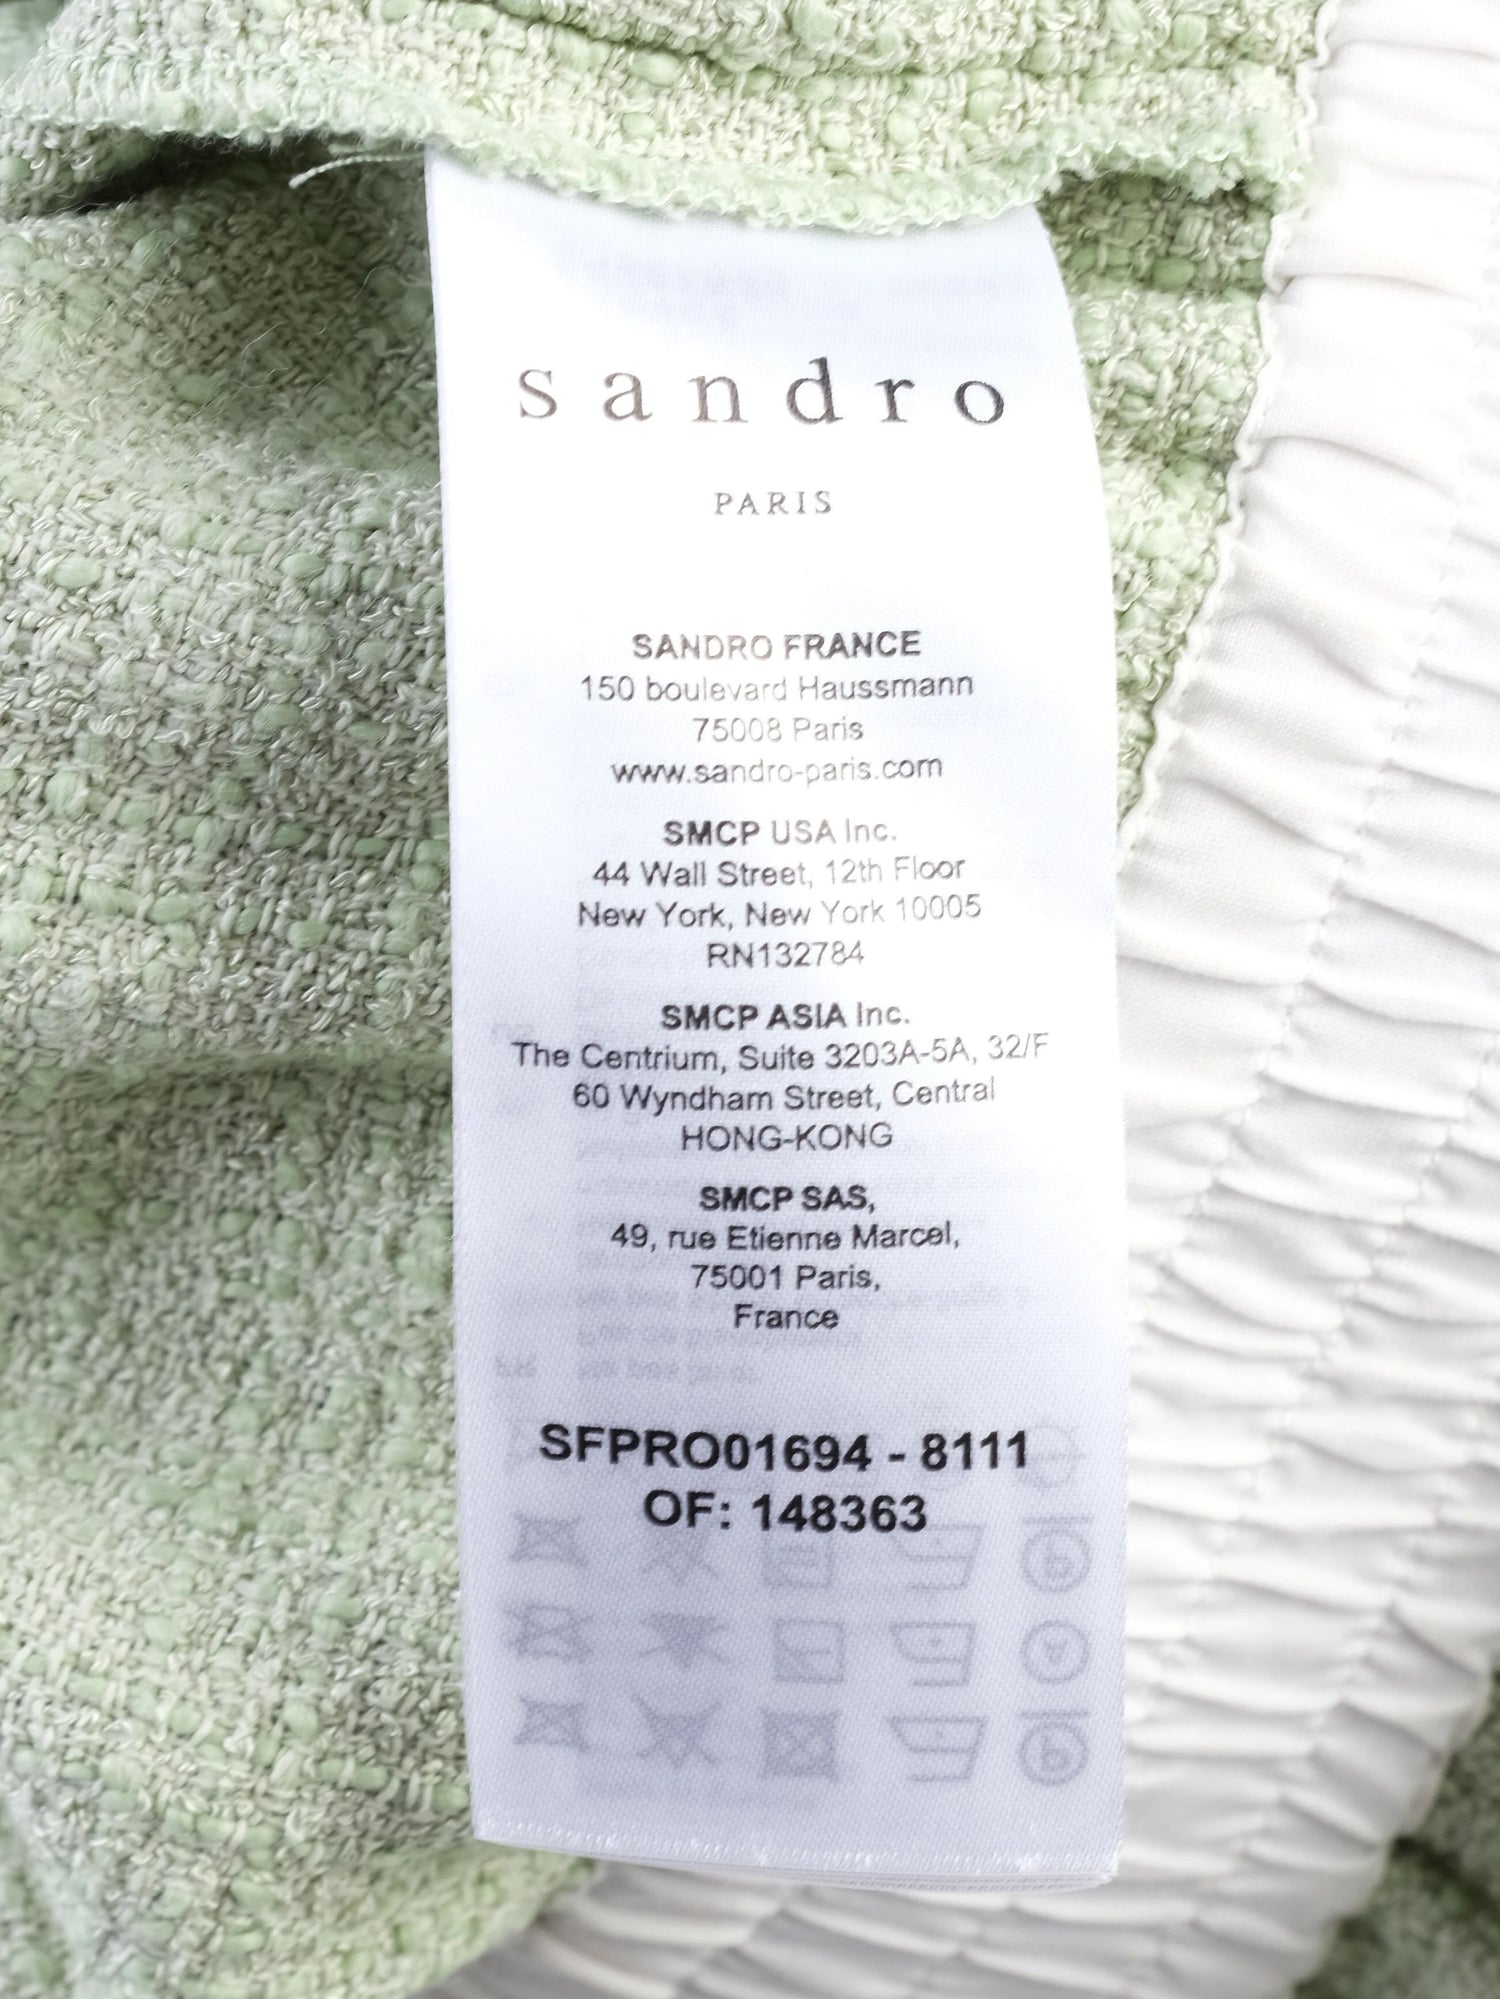 sandro
PARIS
SANDRO FRANCE
150 boulevard Haussmann
75008 Paris
www.sandro-paris.com
SMCP USA Inc.
44 Wall Street, 12th Floor
New York, New York 10005
RN132784
SMCP ASIA Inc.
The Centrium, Suite 3203A-5A, 32/F
60 Wyndham Street, Central
HONG-KONG
SMCP SAS,
49, rue Etienne Marcel,
75001 Paris,
France
SFPRO01694 - 8111
OF: 148363